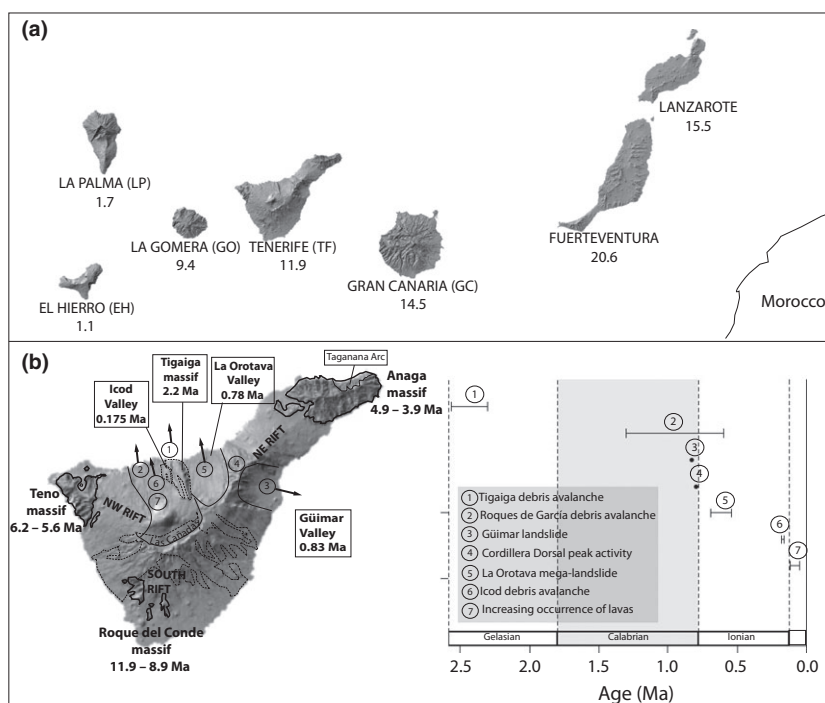 (a)
LANZAROTE
15.5
LA PALMA (LP)
1.7
LA GOMERA (GO)
9.4
TENERIFE (TF)
11.9
FUERTEVENTURA
20.6
GRAN CANARIA (GC)
14.5
EL HIERRO (EH)
1.1
Morocco
(b)
Taganana Arc
Anaga
massif
4.9 – 3.9 Ma
La Orotava
Valley
0.78 Ma
Tigaiga
massif
2.2 Ma
Icod
Valley
0.175 Ma
NE RIFT
1
2
6
5
4
3
7
Teno
massif
6.2 – 5.6 Ma
NW RIFT
Las Cañadas
Güimar
Valley
0.83 Ma
SOUTH
RIFT
Roque del Conde
massif
11.9 – 8.9 Ma
1
2
3
4
5
6
7
1 Tigaiga debris avalanche
2 Roques de García debris avalanche
3 Güimar landslide
4 Cordillera Dorsal peak activity
5 La Orotava mega-landslide
6 Icod debris avalanche
7 Increasing occurrence of lavas
Gelasian Calabrian Ionian
2.5 1.5 1.0 0.5 0.0
Age (Ma)